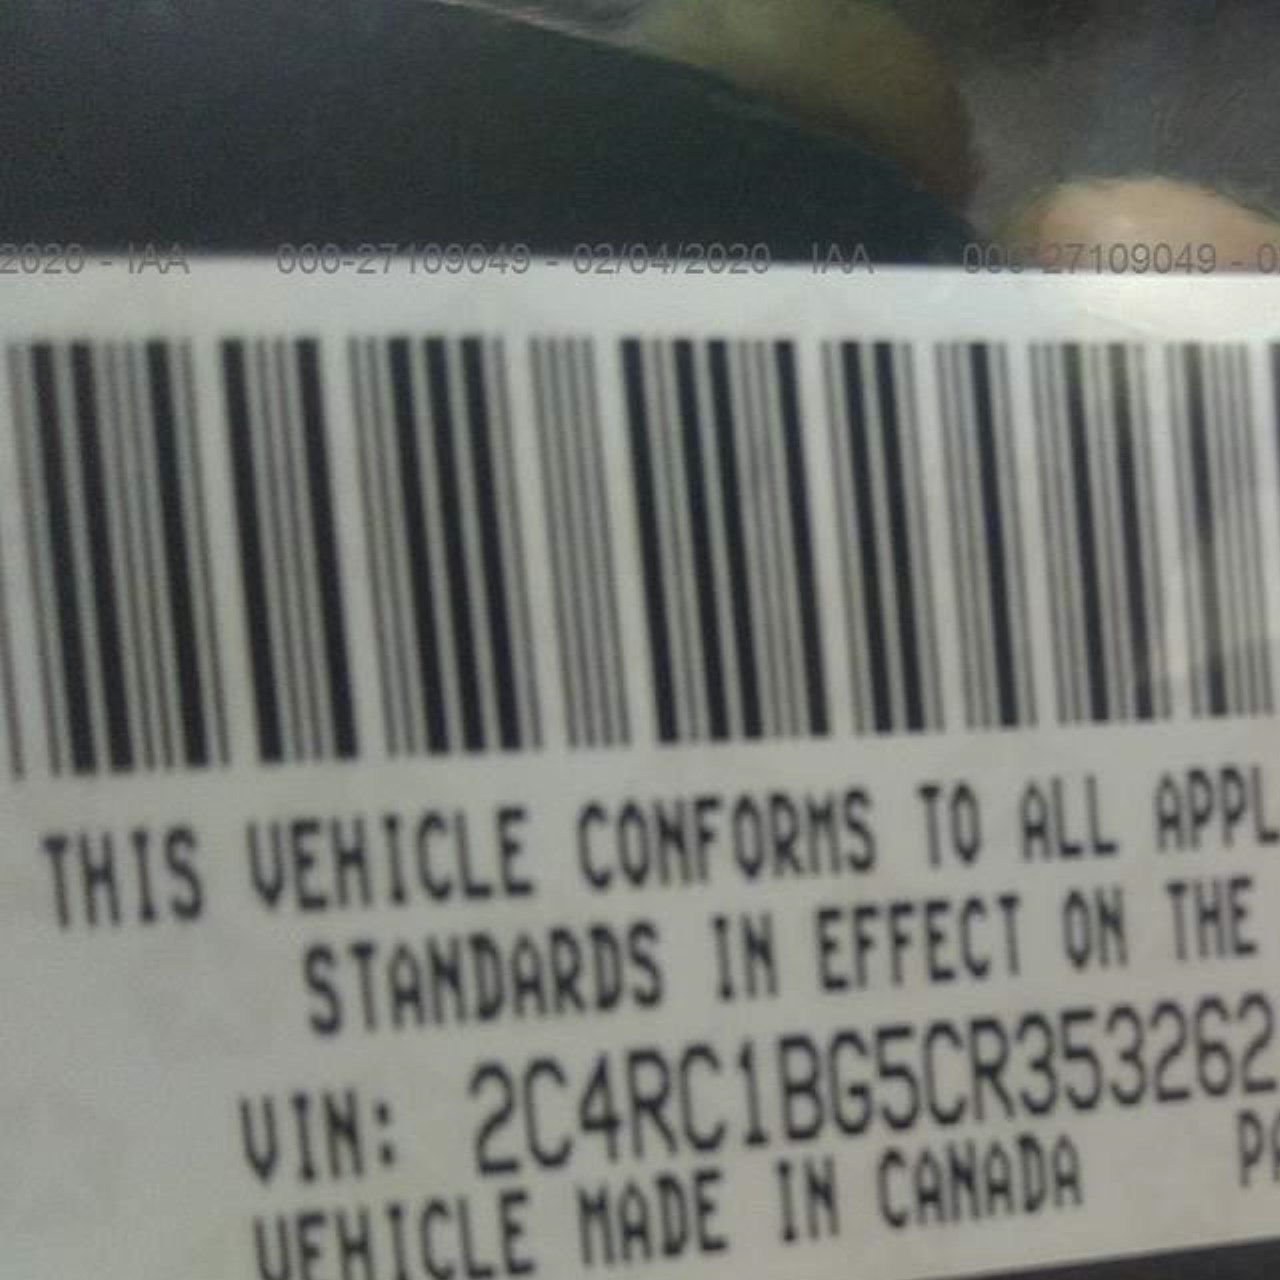 2020 - IAA 000-27109049 - 02/04/2020 - IAA 000-27109049 - 0
THIS VEHICLE CONFORMS TO ALL APPL
STANDARDS IN EFFECT ON THE
VIN: 2C4RC1BG5CR353262
VEHICLE MADE IN CANADA PA